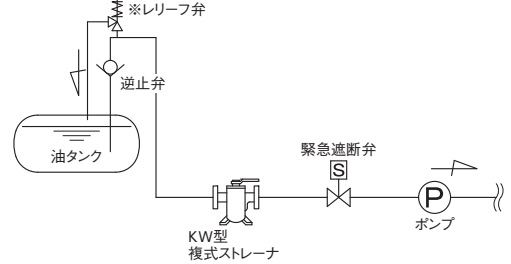 ※レリーフ弁
逆止弁
油タンク
緊急遮断弁
S
P
ポンプ
KW型
複式ストレーナ